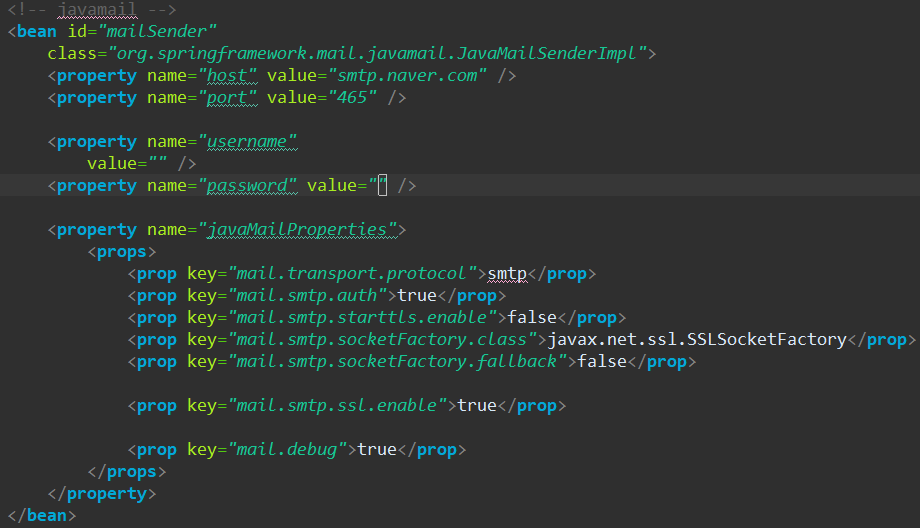 <!-- javamail -->
<bean id="mailSender"
class="org.springframework.mail.javamail.JavaMailSenderImpl">
<property name="host" value="smtp.naver.com" />
<property name="port" value="465" />
<property name="username"
value="" />
<property name="password" value="" />
<property name="javaMailProperties">
<props>
<prop key="mail.transport.protocol">smtp</prop>
<prop key="mail.smtp.auth">true</prop>
<prop key="mail.smtp.starttls.enable">false</prop>
<prop key="mail.smtp.socketFactory.class">javax.net.ssl.SSLSocketFactory</prop>
<prop key="mail.smtp.socketFactory.fallback">false</prop>
<prop key="mail.smtp.ssl.enable">true</prop>
<prop key="mail.debug">true</prop>
</props>
</property>
</bean>